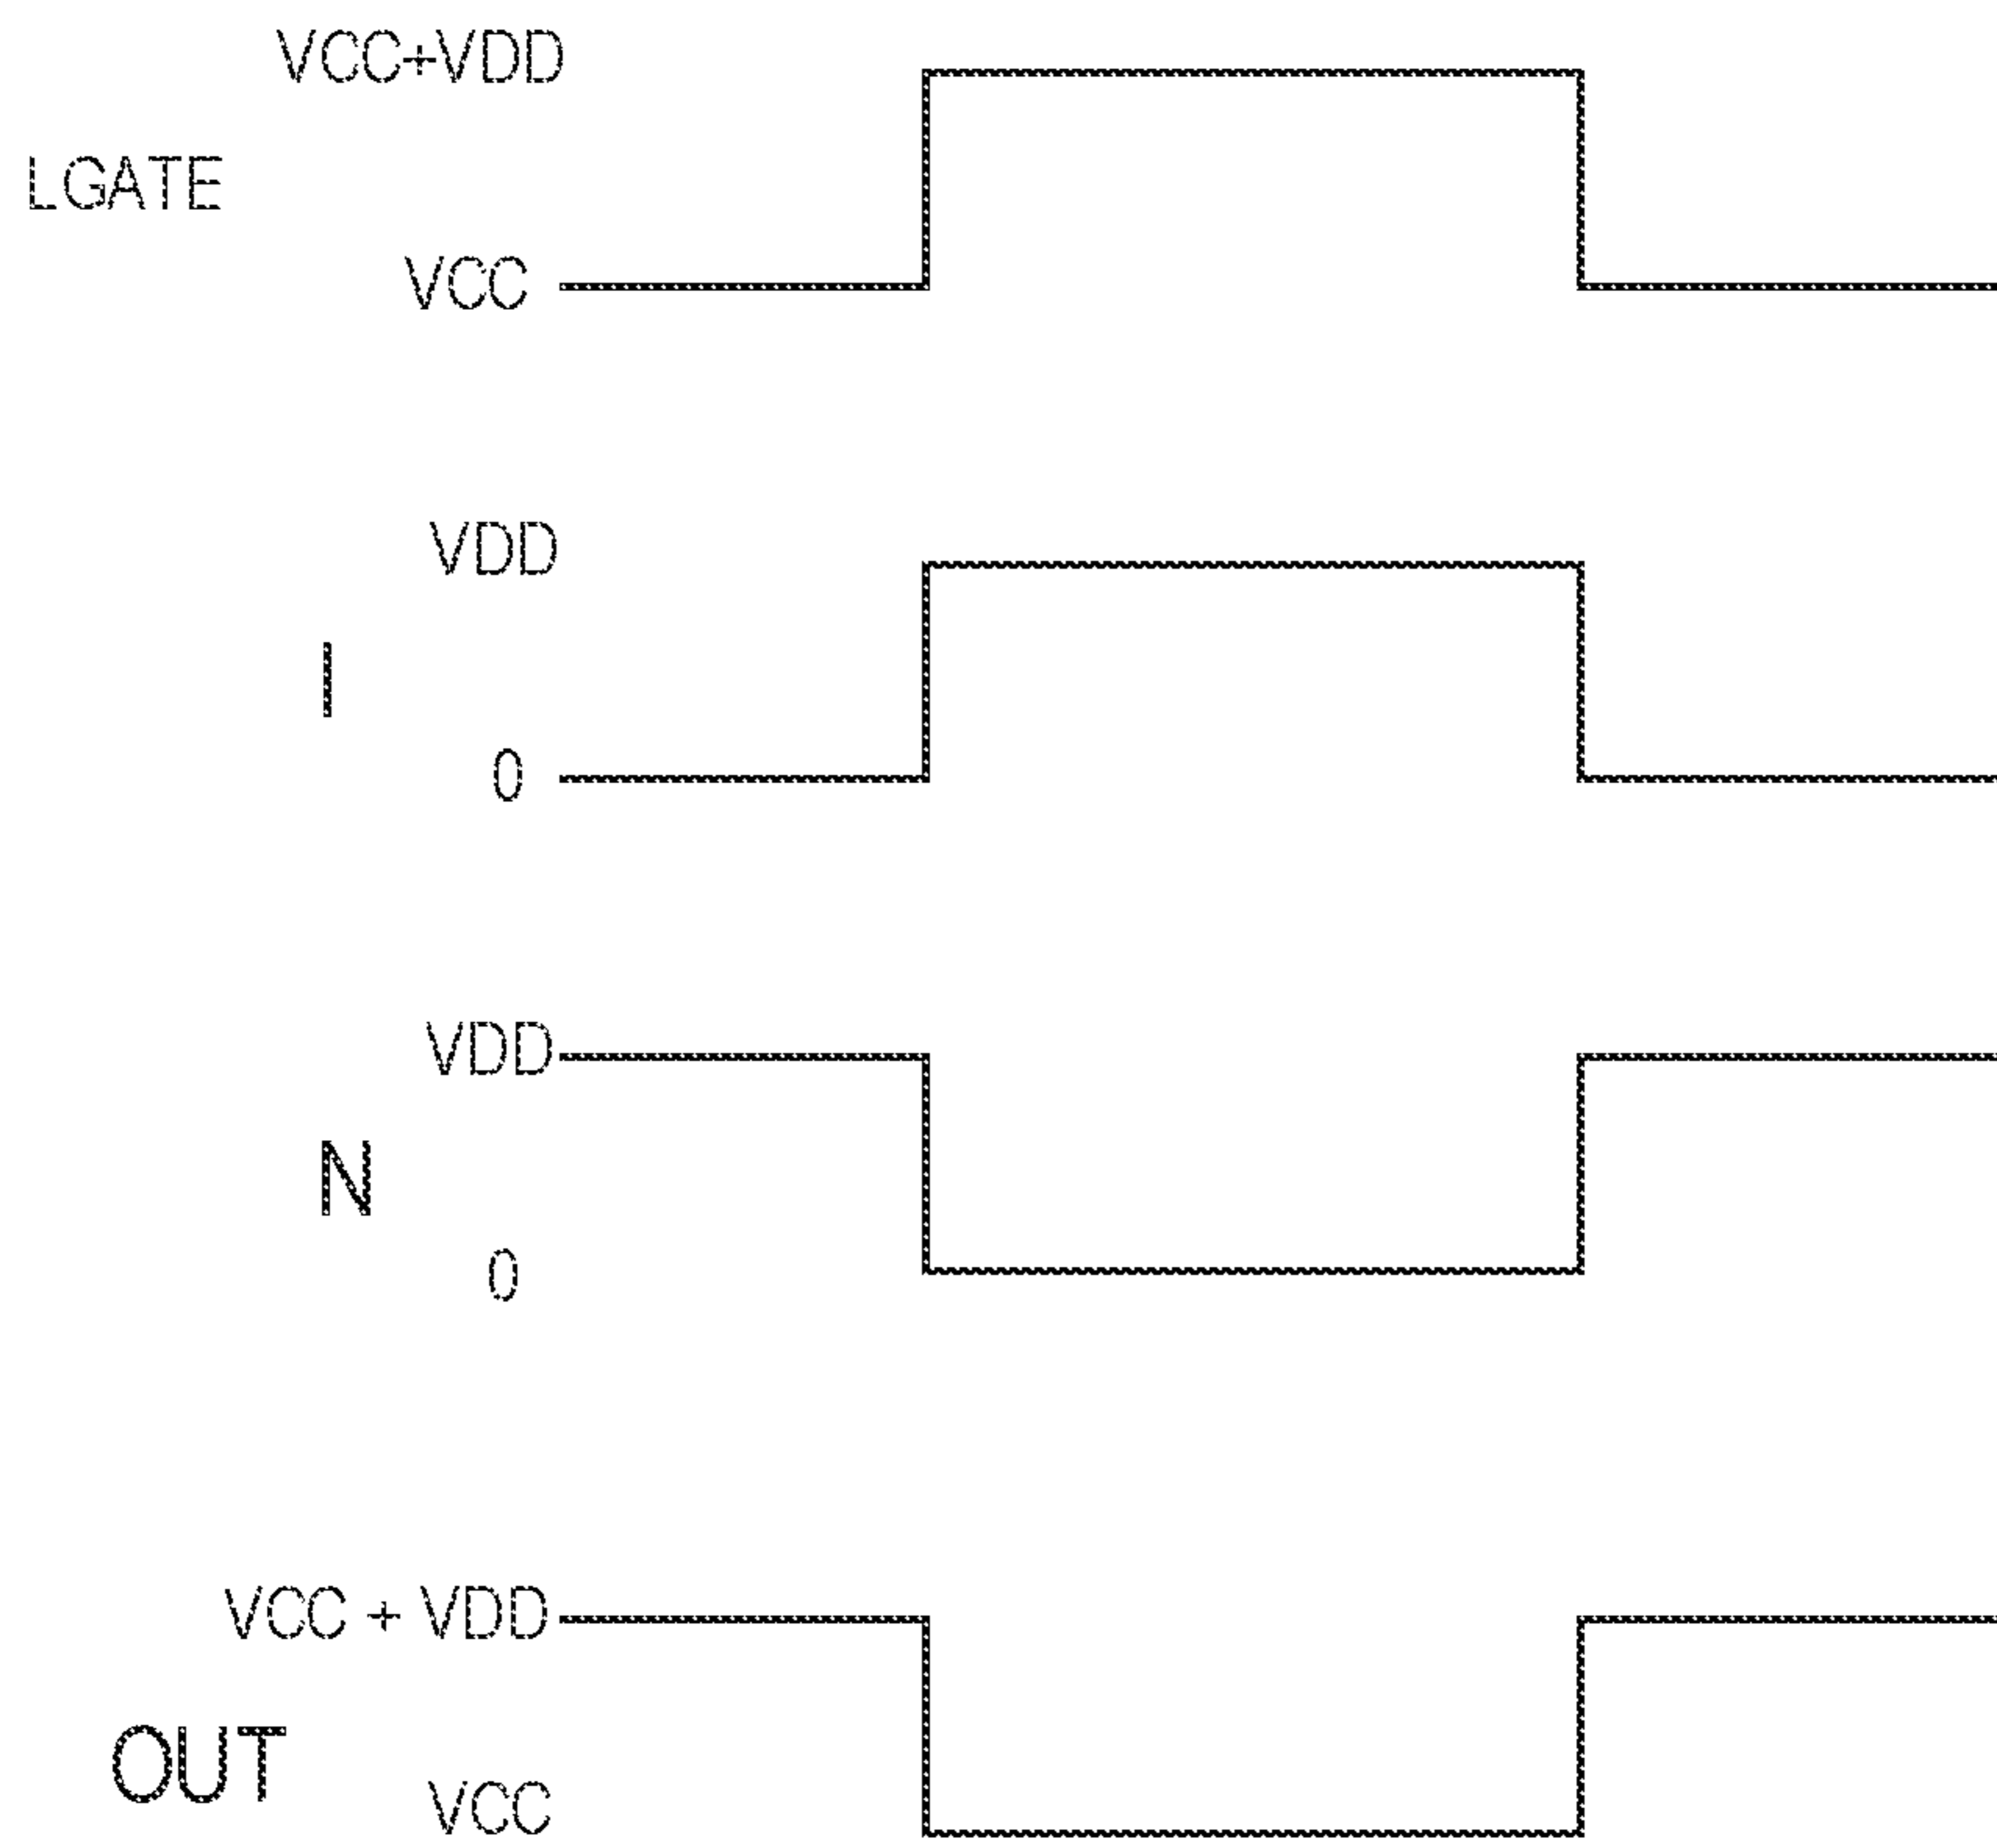 VCC+VDD
LGATE
VCC
VDD
I
0
VDD
N
0
VCC + VDD
OUT
VCC